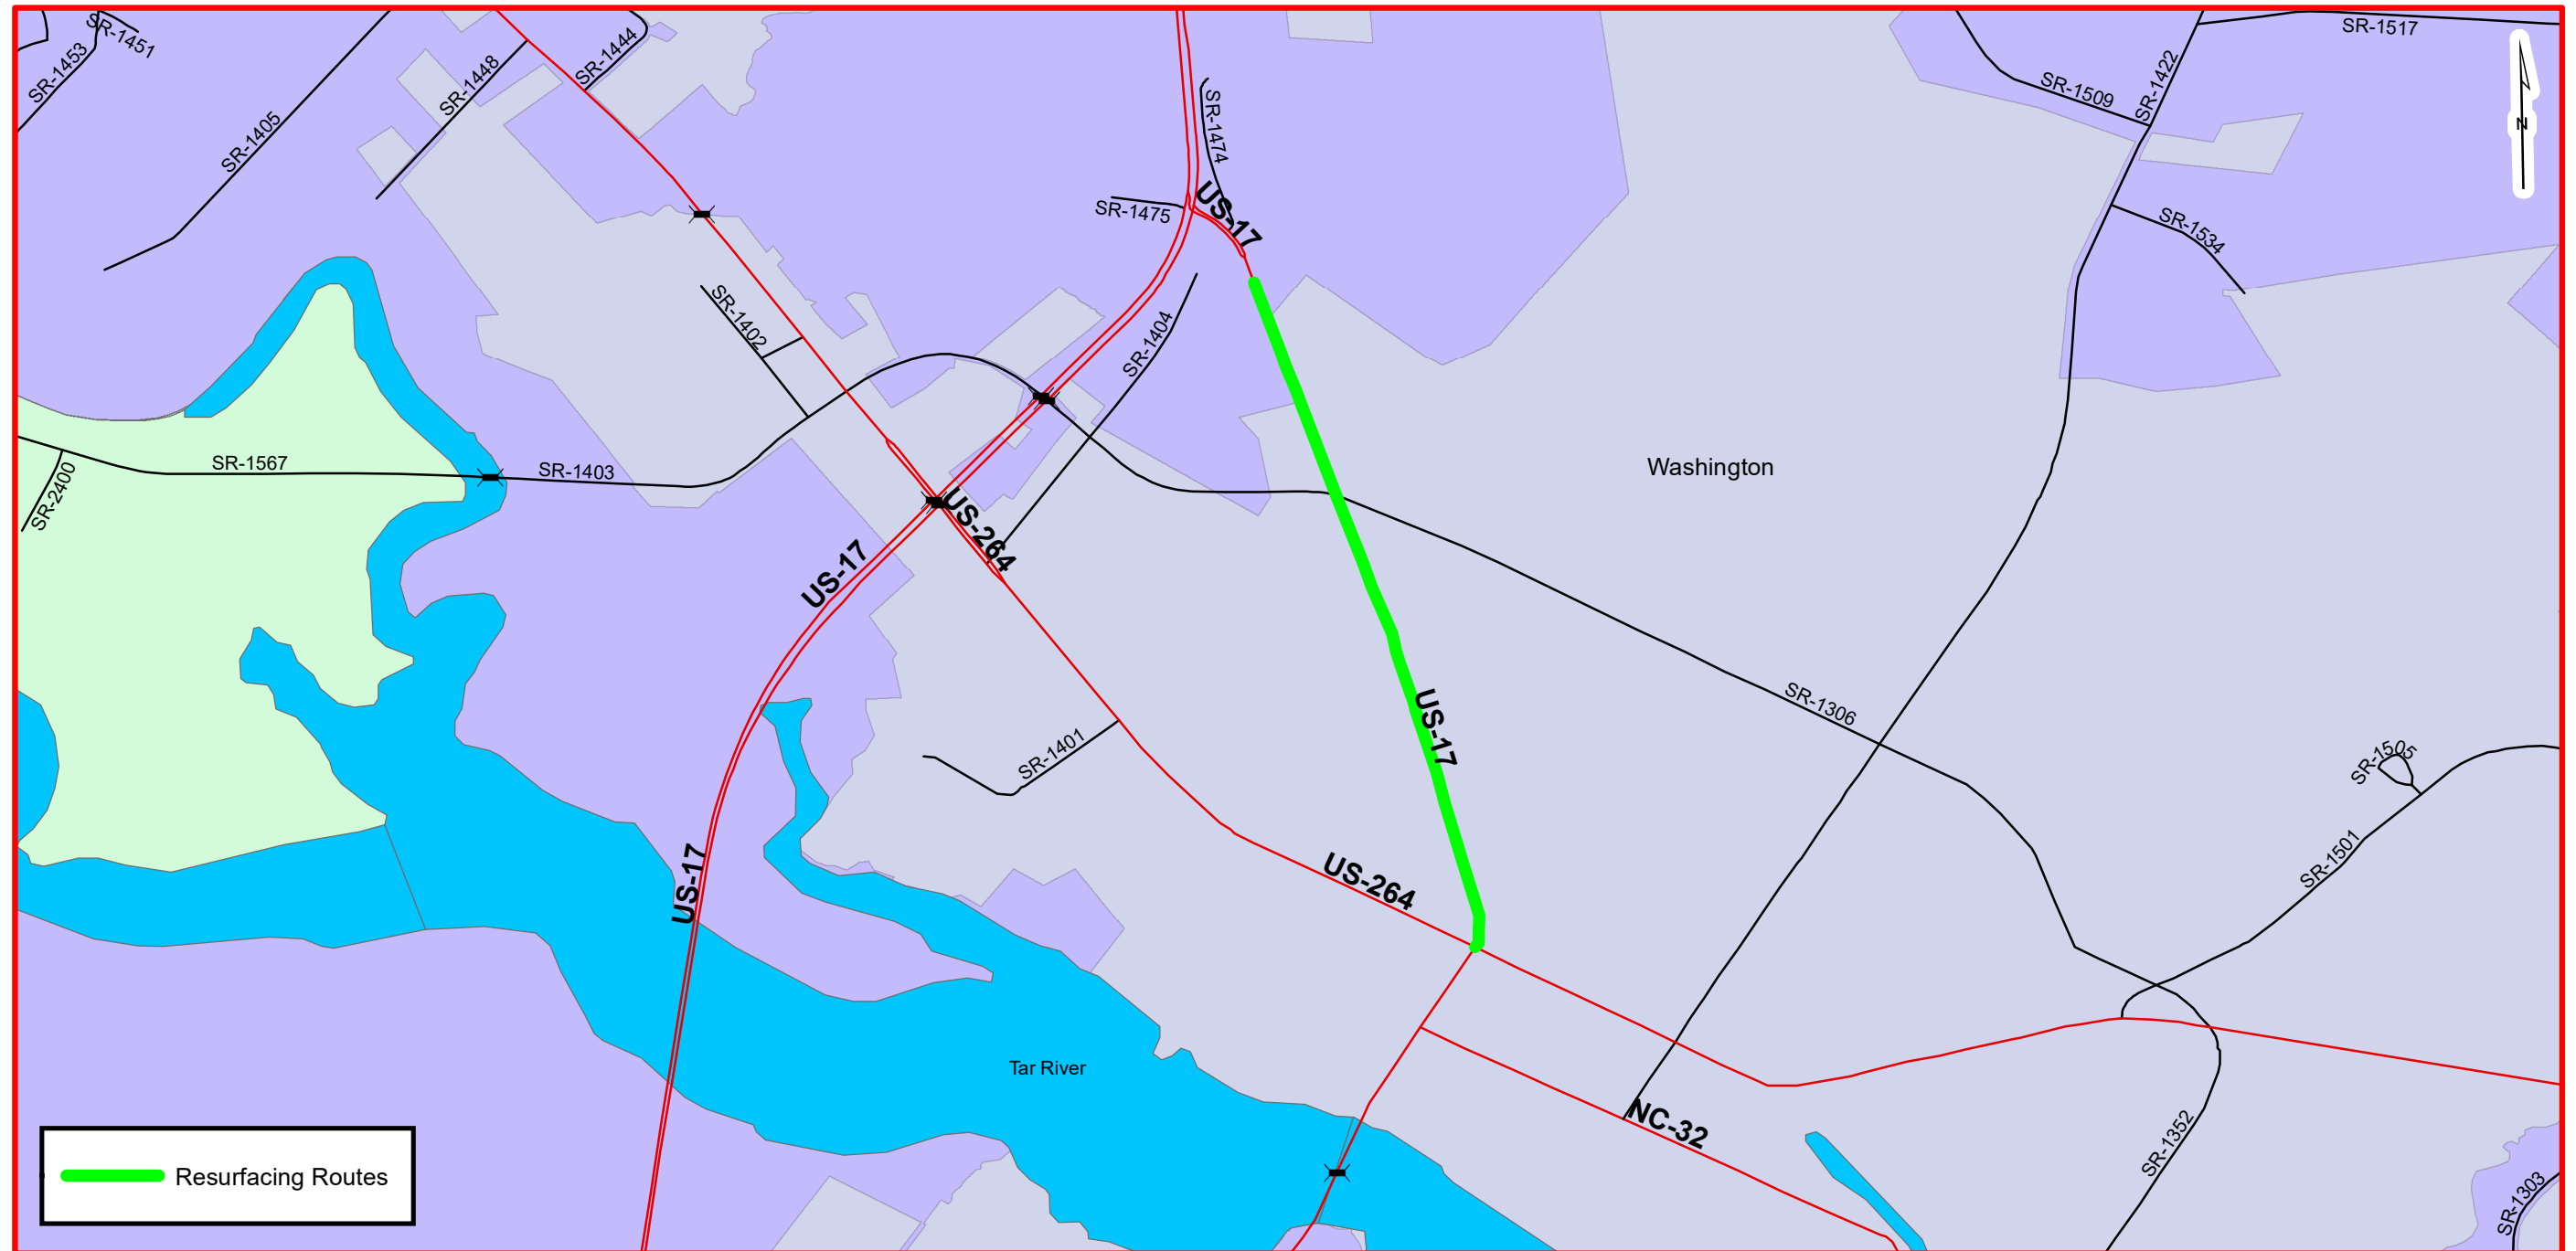 SR-1451
SR-1453
SR-1405
SR-1448
SR-1444
SR-1474
SR-1475
US-17
SR-1517
SR-1422
SR-1509
N
SR-1534
SR-1402
SR-1404
SR-1567
SR-2400
SR-1403
Washington
US-264
US-17
US-17
SR-1306
SR-1401
SR-1505
SR-1501
US-264
US-17
Tar River
NC-32
SR-1352
SR-1303
Resurfacing Routes